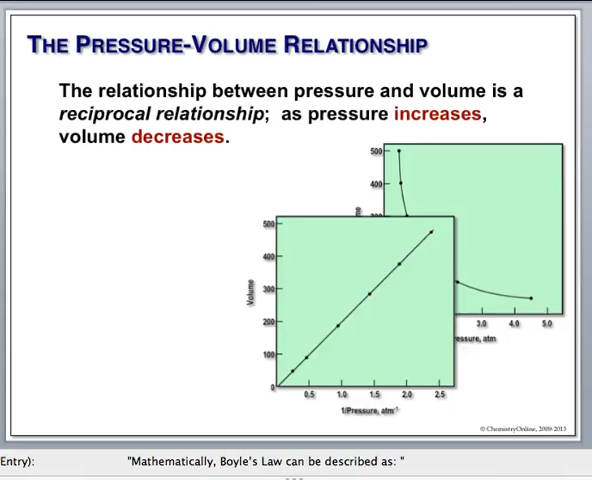 THE PRESSURE-VOLUME RELATIONSHIP
The relationship between pressure and volume is a
reciprocal relationship; as pressure increases,
volume decreases.
500
400
3.0 4.0 5.0
500
400
300
200
100
0
Volume
0.5 1.0 1.5 2.0 2.5
1/Pressure, atm⁻¹
© ChemistryOnline, 2009-2013
Entry): "Mathematically, Boyle's Law can be described as: "